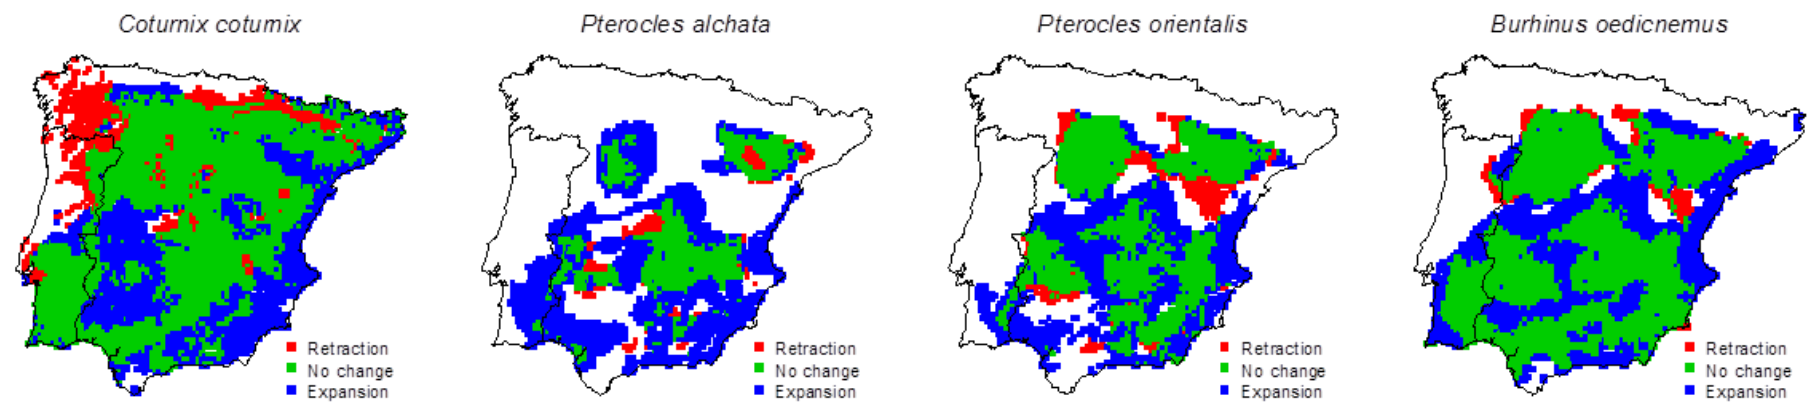 Coturnix coturnix
Pterocles alchata
Pterocles orientalis
Burhinus oedicnemus
Retraction
No change
Expansion
Retraction
No change
Expansion
Retraction
No change
Expansion
Retraction
No change
Expansion